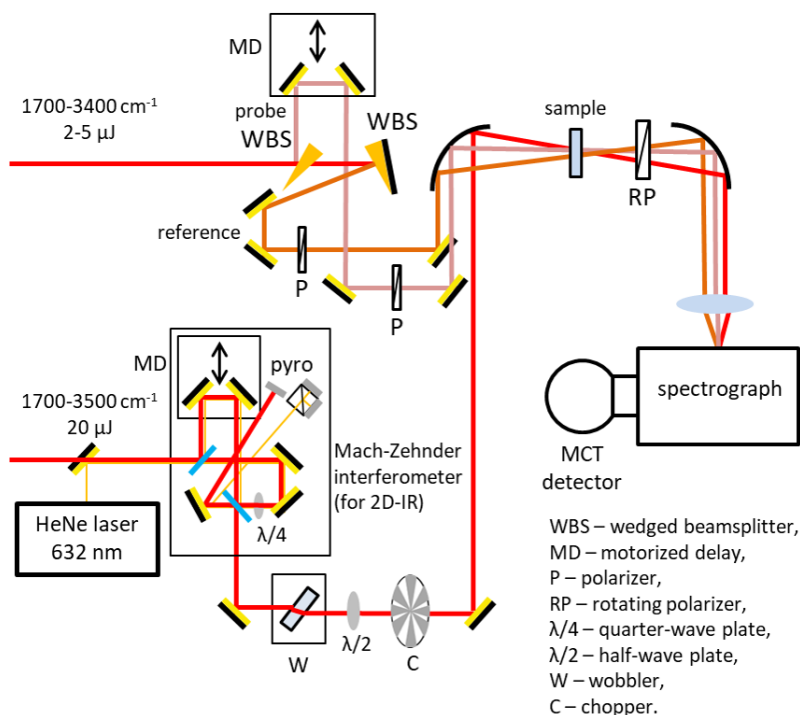 MD
1700-3400 cm⁻¹
2-5 µJ
probe
WBS
WBS
sample
RP
reference
P
P
MD
pyro
1700-3500 cm⁻¹
20 µJ
Mach-Zehnder
interferometer
(for 2D-IR)
λ/4
HeNe laser
632 nm
spectrograph
MCT
detector
W
λ/2
C
WBS – wedged beamsplitter,
MD – motorized delay,
P – polarizer,
RP – rotating polarizer,
λ/4 – quarter-wave plate,
λ/2 – half-wave plate,
W – wobbler,
C – chopper.